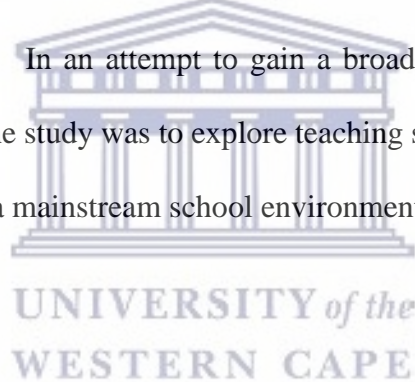 In an attempt to gain a broad
e study was to explore teaching s
a mainstream school environment
UNIVERSITY of the
WESTERN CAPE